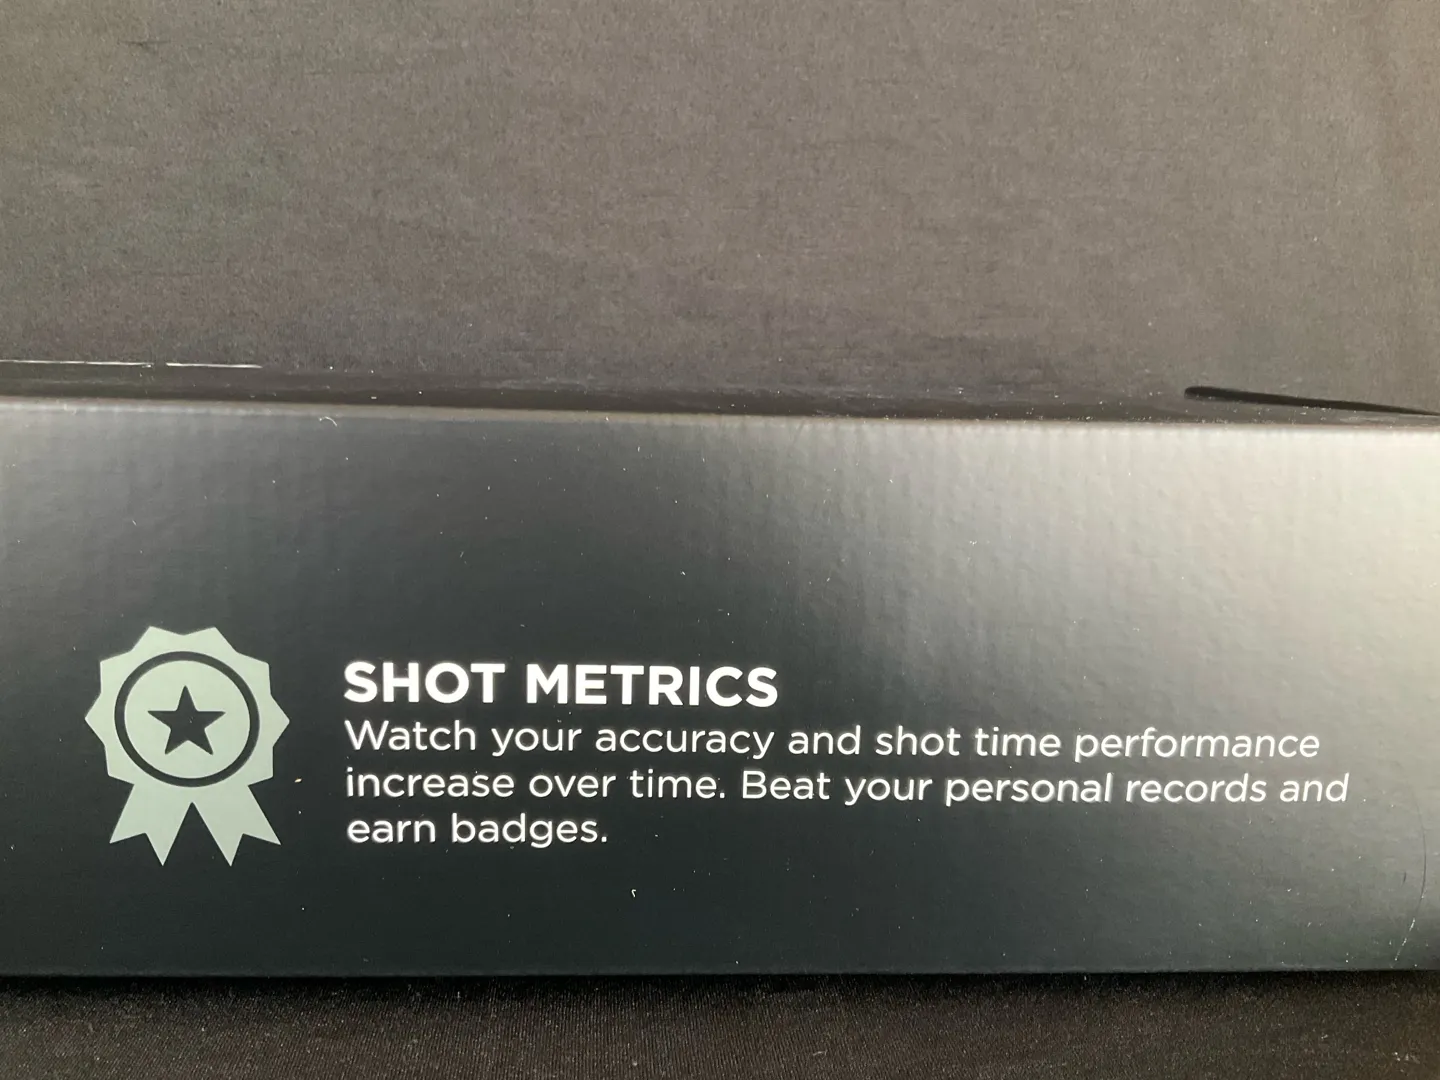 SHOT METRICS
Watch your accuracy and shot time performance
increase over time. Beat your personal records and
earn badges.